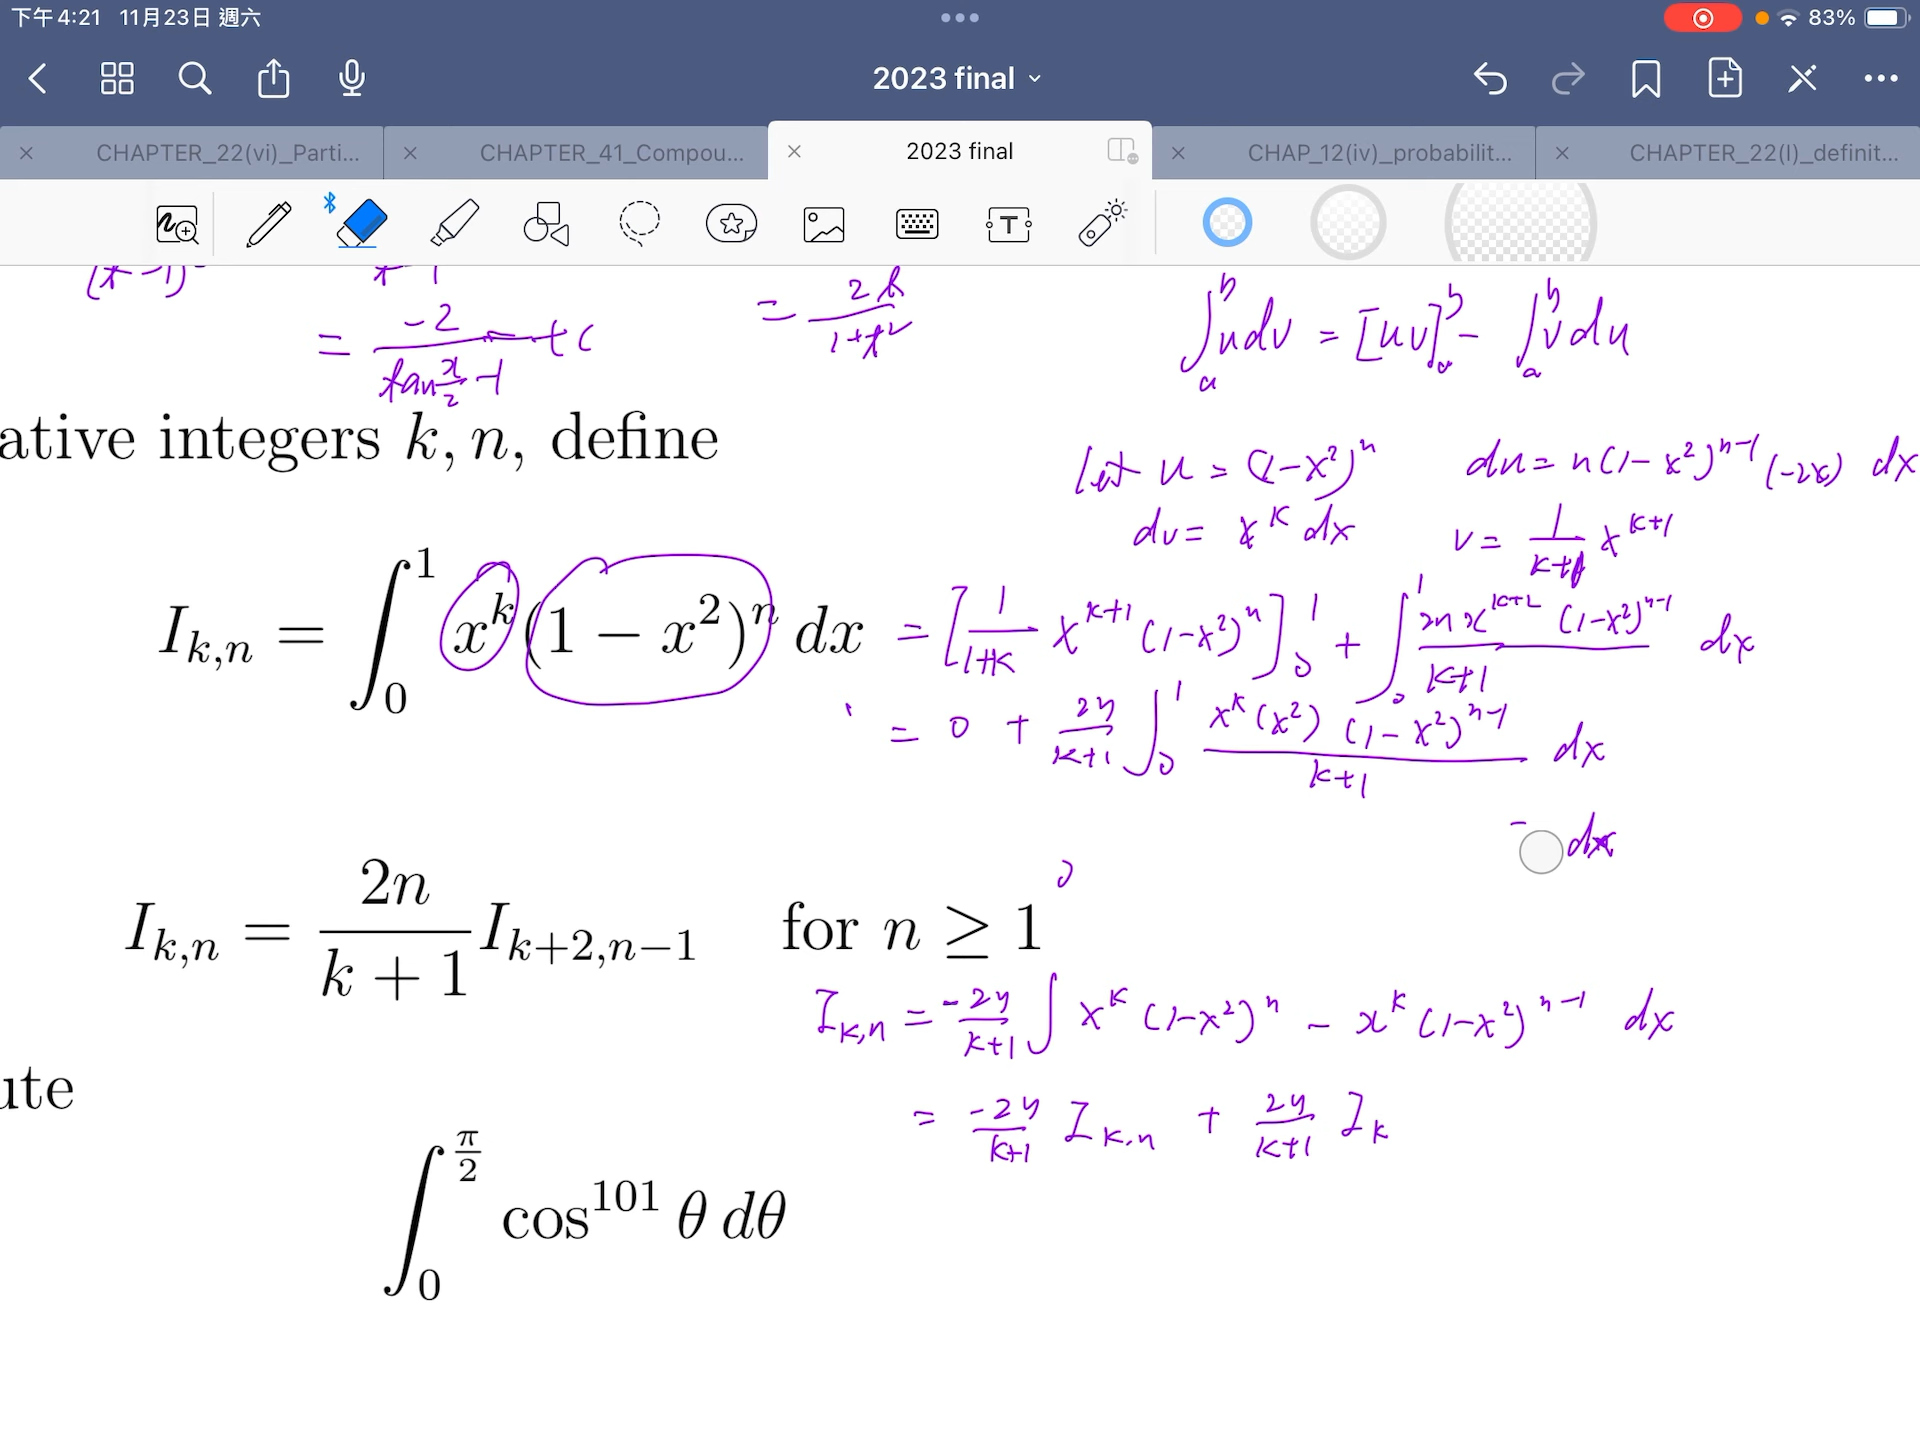 下午4:21 11月23日 週六
83%
2023 final
CHAPTER_22(vi)_Parti...
CHAPTER_41_Compou...
2023 final
CHAP_12(iv)_probabilit...
CHAPTER_22(I)_definit...
= -2/(tan x/2 -1) + c
= 2k/(1+t²)
∫_a^b u dv = [uv]_a^b - ∫_a^b v du
ative integers k, n, define
let u = (1-x²)^n du = n(1-x²)^{n-1} (-2x) dx
dv = x^k dx v = 1/(k+1) x^{k+1}
I_{k,n} = ∫_0^1 x^k (1 − x²)^n dx = [1/(1+k) x^{k+1} (1-x²)^n]_0^1 + ∫_0^1 2n x^{k+2} (1-x²)^{n-1}/(k+1) dx
= 0 + 2n/(k+1) ∫_0^1 x^k (x²) (1-x²)^{n-1}/(k+1) dx
- dx
I_{k,n} = 2n/(k + 1) I_{k+2,n−1} for n ≥ 1
I_{k,n} = -2n/(k+1) ∫ x^k (1-x²)^n - x^k (1-x²)^{n-1} dx
ute
= -2n/(k+1) I_{k,n} + 2n/(k+1) I_k
∫_0^{π/2} cos^{101} θ dθ